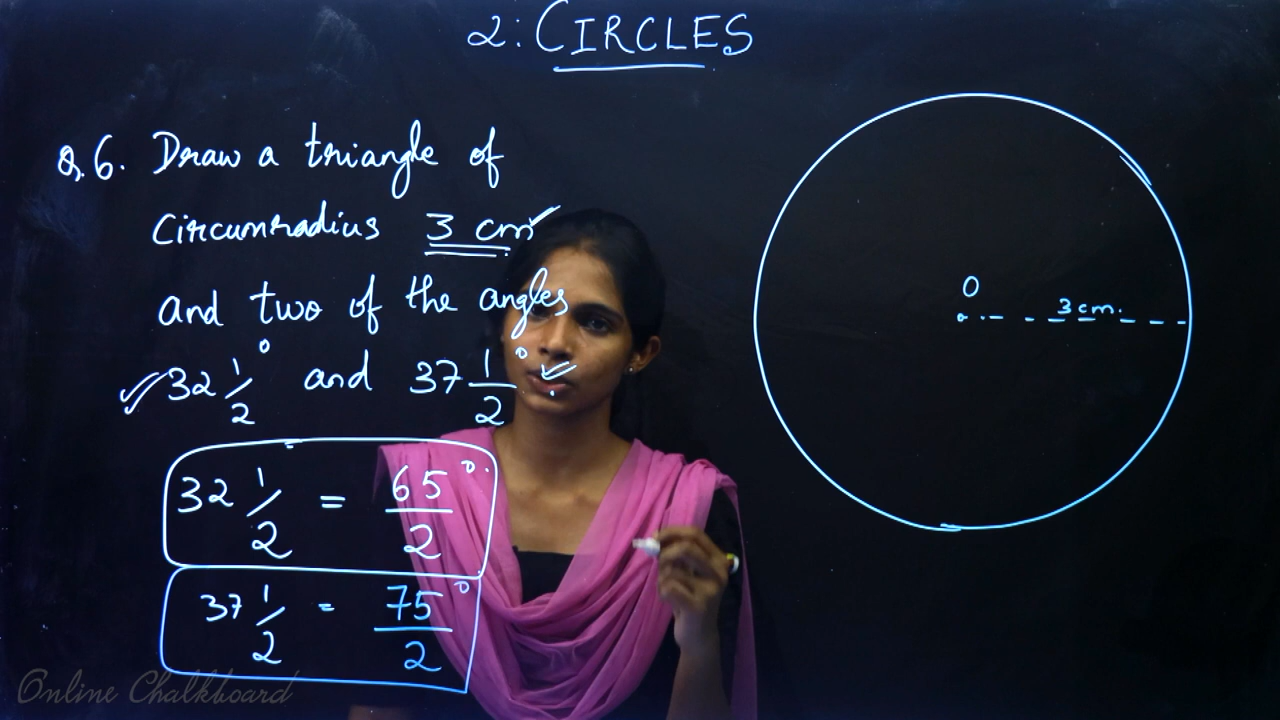 2: CIRCLES
Q.6. Draw a triangle of
Circumradius 3 cm
and two of the angles
32 1/2° and 37 1/2°
32 1/2 = 65/2°
37 1/2 = 75/2°
O
3 cm.
Online Chalkboard